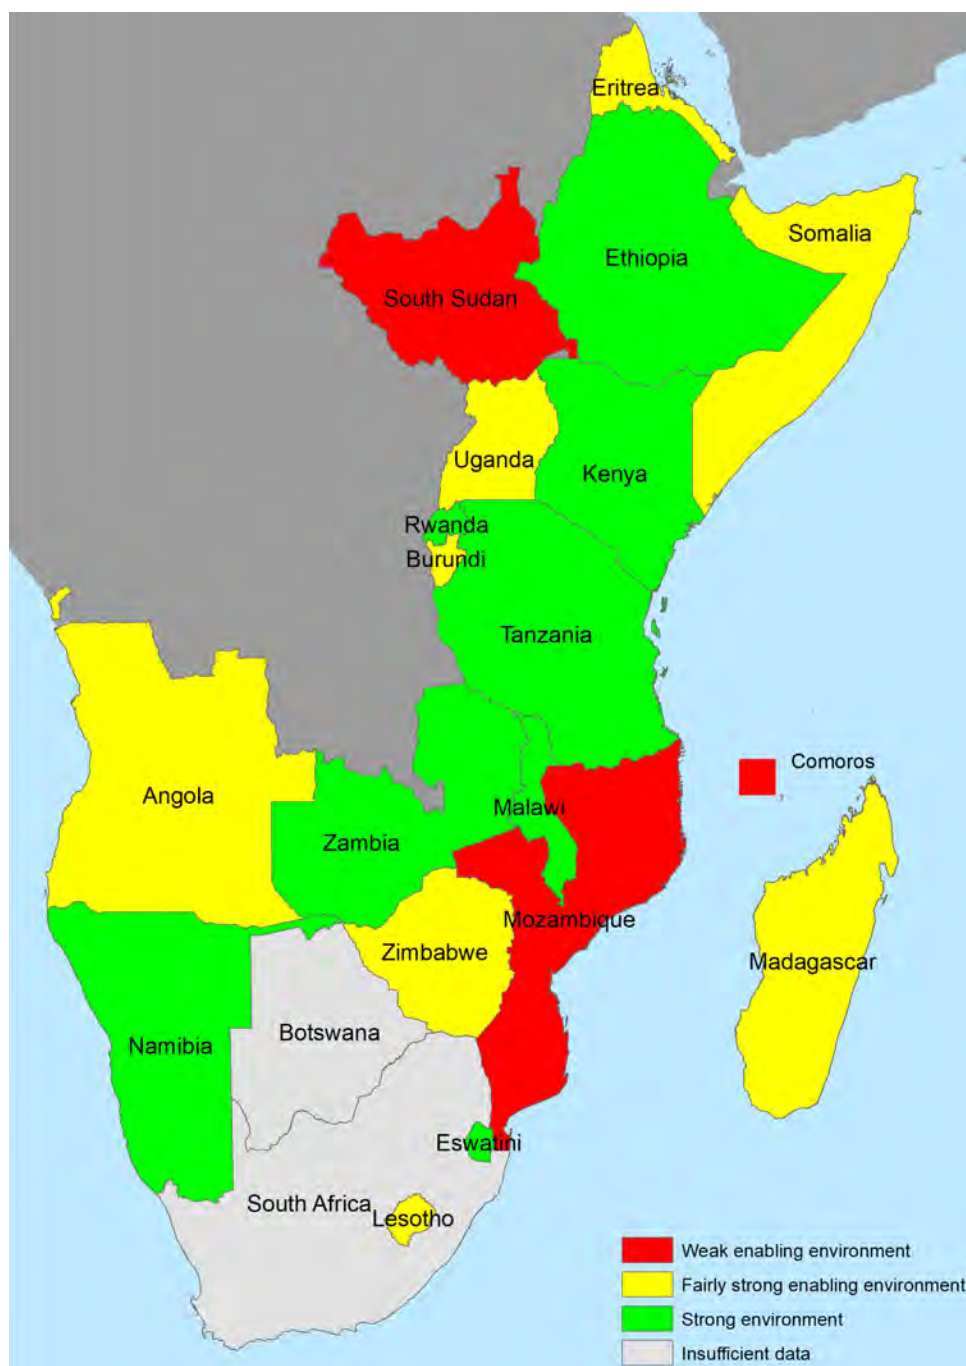 Eritrea
Somalia
Ethiopia
South Sudan
Uganda
Kenya
Rwanda
Burundi
Tanzania
Comoros
Angola
Malawi
Zambia
Mozambique
Zimbabwe
Madagascar
Botswana
Namibia
Eswatini
South Africa
Lesotho
Weak enabling environment
Fairly strong enabling environment
Strong environment
Insufficient data